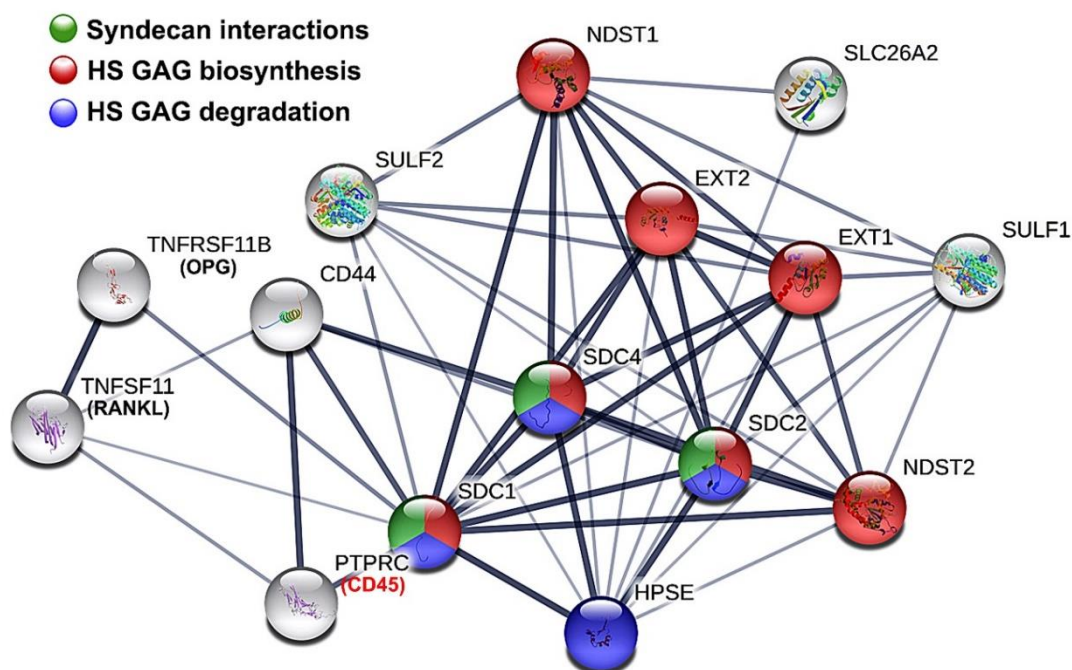 Syndecan interactions
HS GAG biosynthesis
HS GAG degradation
NDST1
SLC26A2
SULF2
EXT2
EXT1
SULF1
TNFRSF11B
(OPG)
CD44
TNFSF11
(RANKL)
SDC4
SDC2
NDST2
SDC1
PTPRC
(CD45)
HPSE